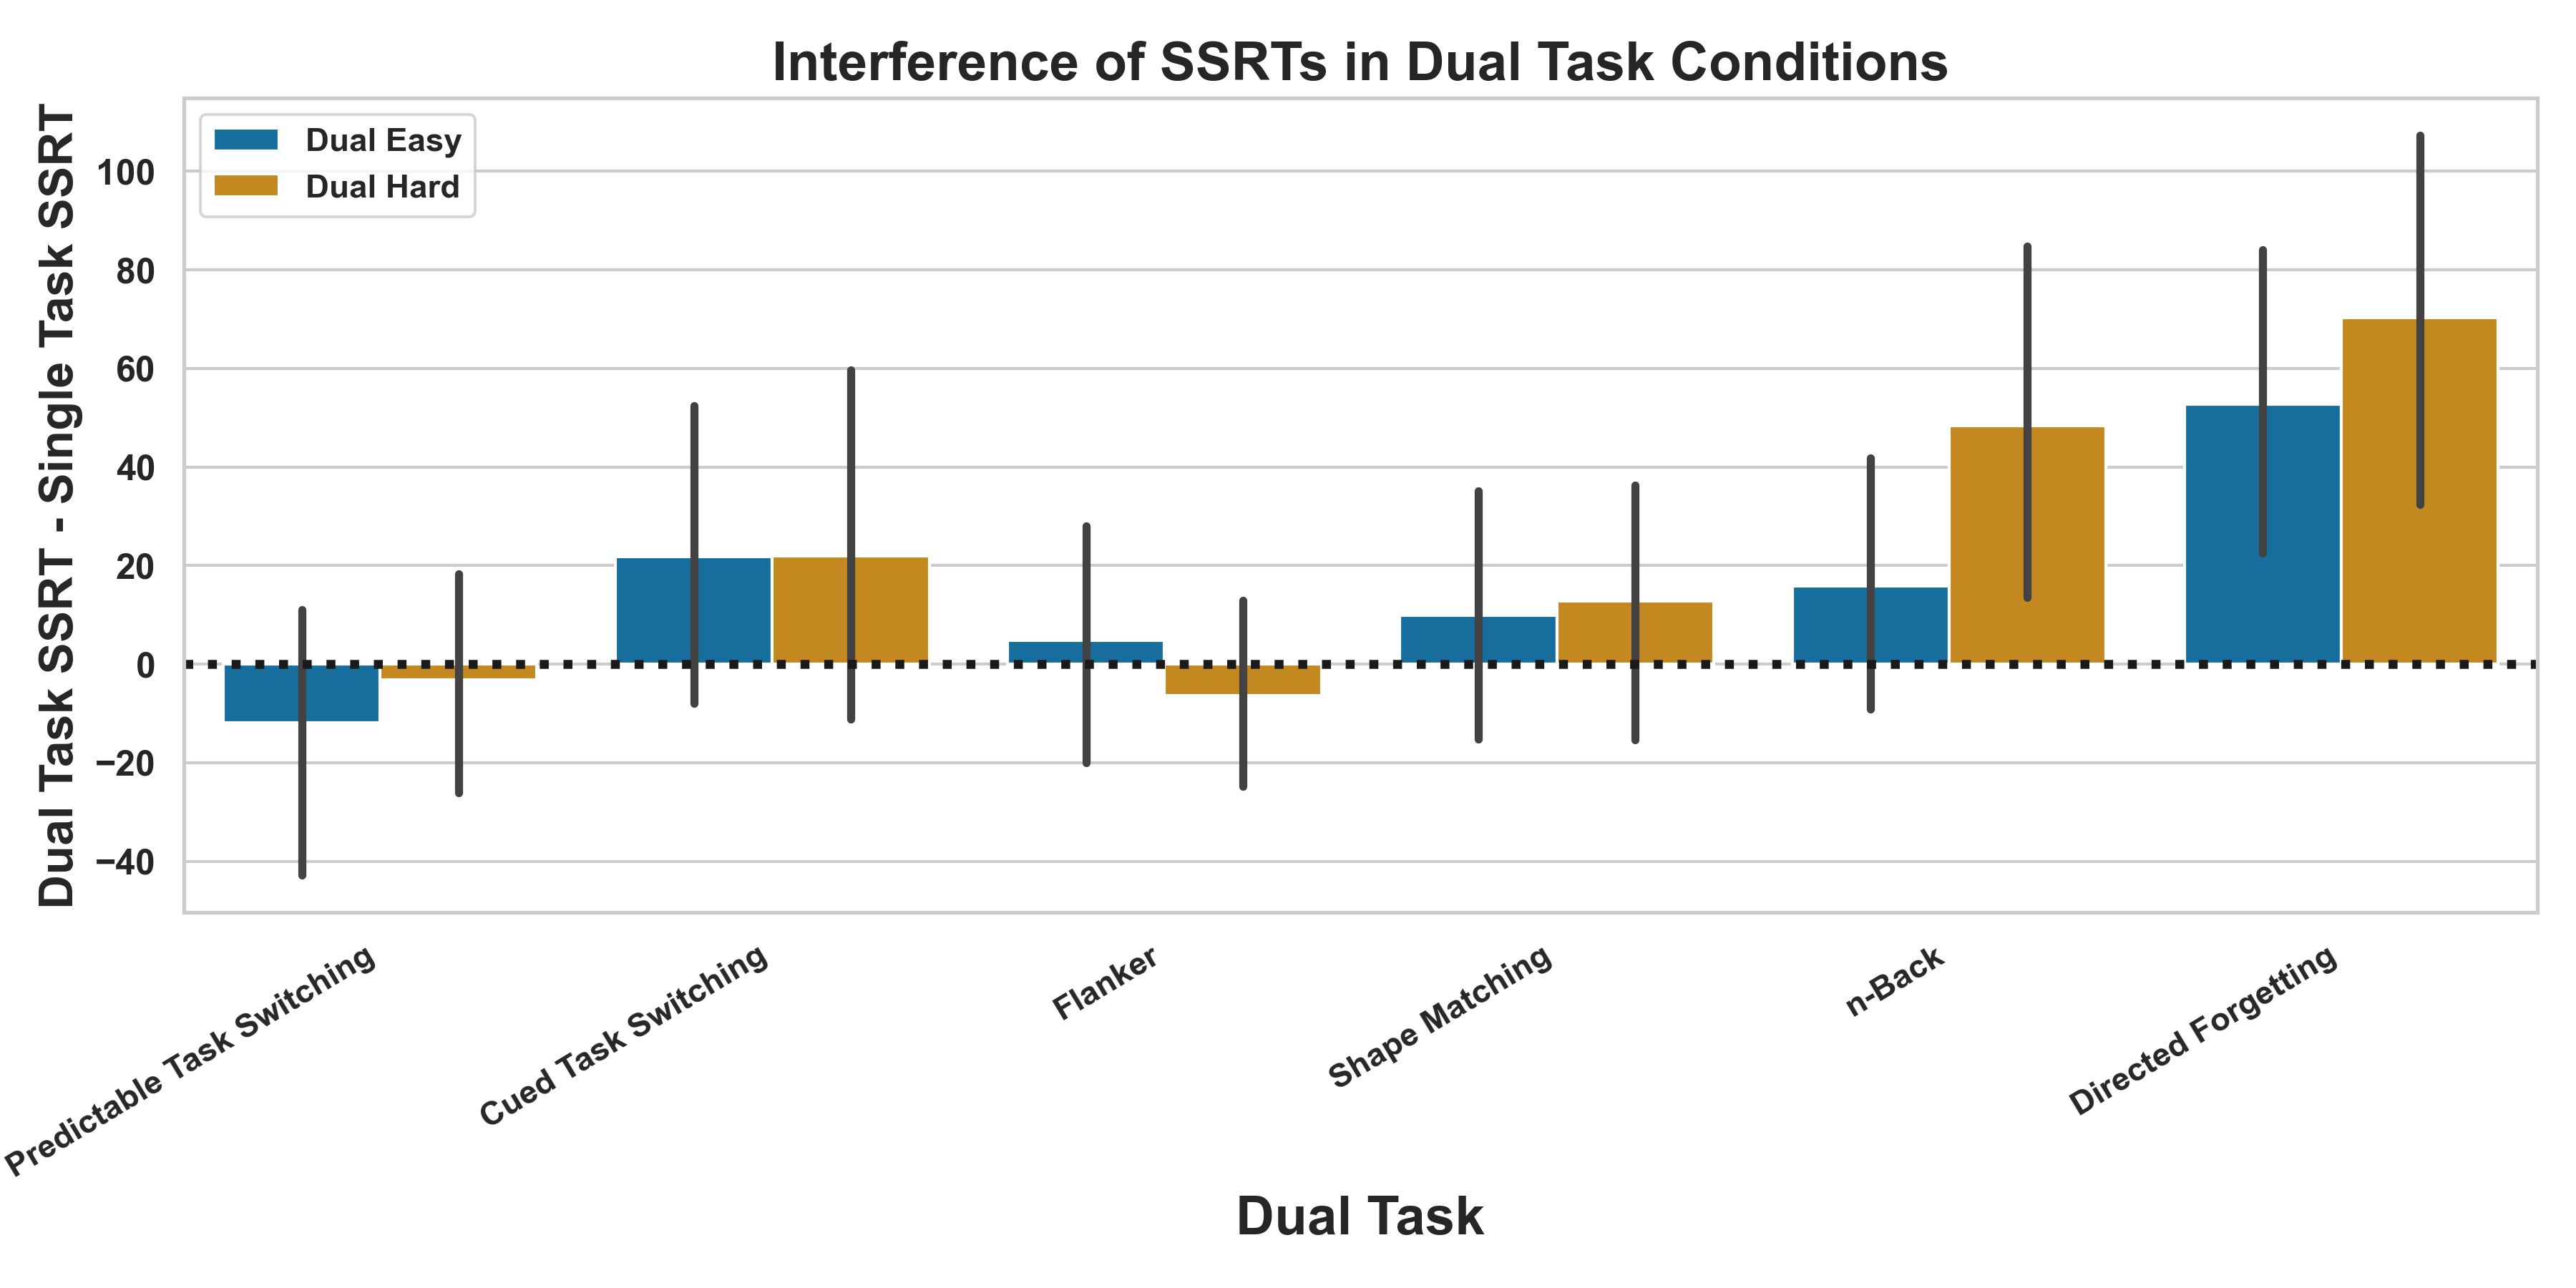 Interference of SSRTs in Dual Task Conditions
Dual Task SSRT - Single Task SSRT
Dual Easy
Dual Hard
100
80
60
40
20
0
−20
−40
Predictable Task Switching
Cued Task Switching
Flanker
Shape Matching
n-Back
Directed Forgetting
Dual Task